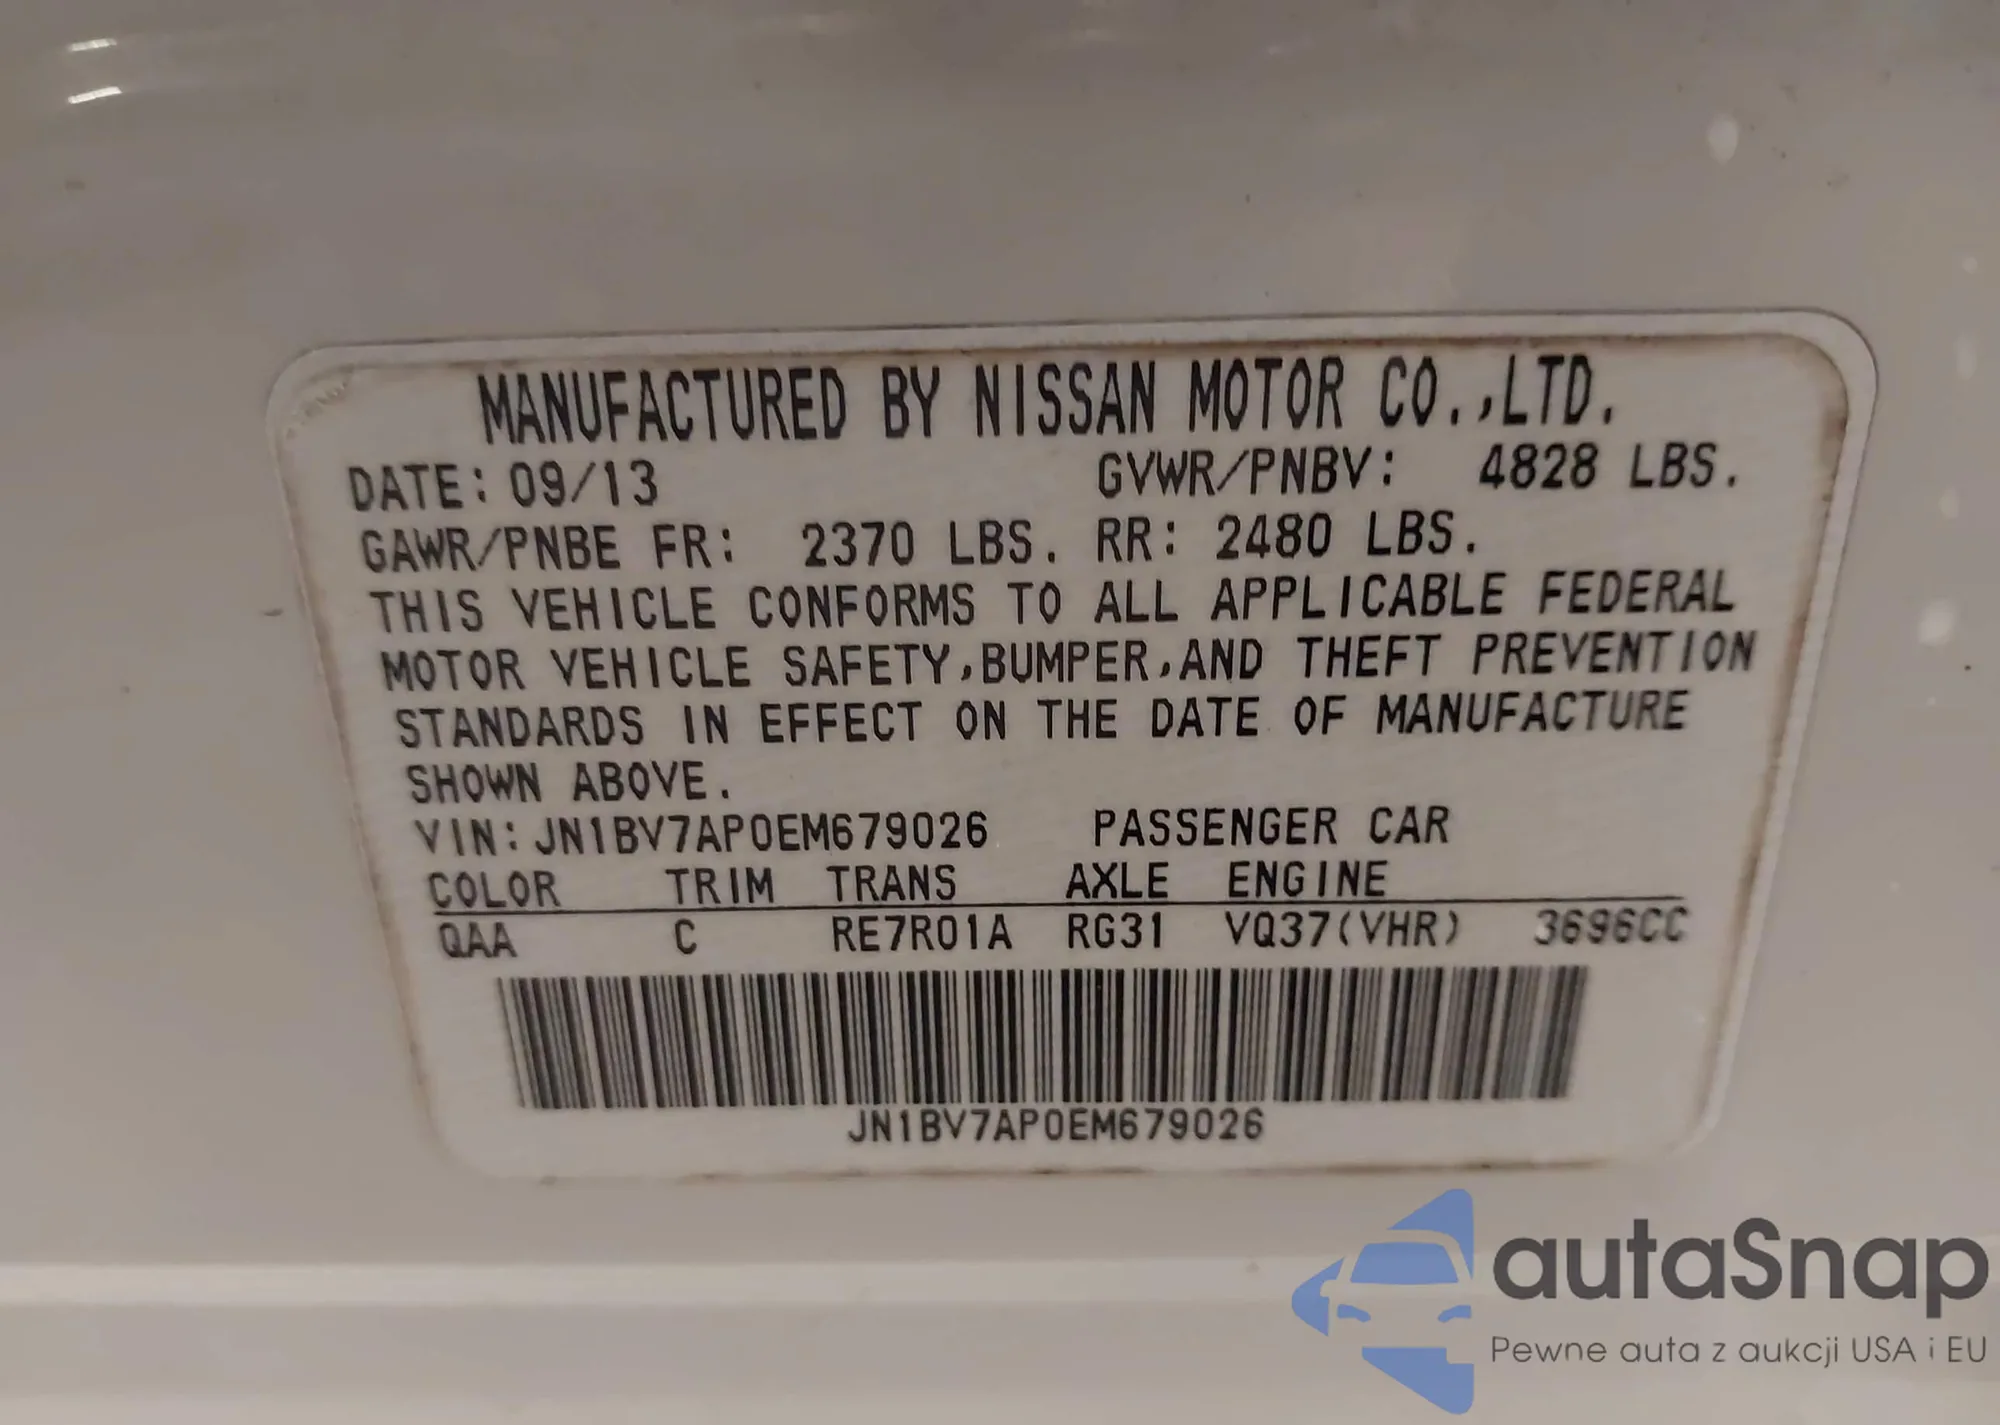 MANUFACTURED BY NISSAN MOTOR CO.,LTD.
DATE: 09/13 GVWR/PNBV: 4828 LBS.
GAWR/PNBE FR: 2370 LBS. RR: 2480 LBS.
THIS VEHICLE CONFORMS TO ALL APPLICABLE FEDERAL
MOTOR VEHICLE SAFETY,BUMPER,AND THEFT PREVENTION
STANDARDS IN EFFECT ON THE DATE OF MANUFACTURE
SHOWN ABOVE.
VIN: JN1BV7AP0EM679026 PASSENGER CAR
COLOR TRIM TRANS AXLE ENGINE
QAA C RE7R01A RG31 VQ37(VHR) 3696CC
JN1BV7AP0EM679026
autaSnap
Pewne auta z aukcji USA i EU